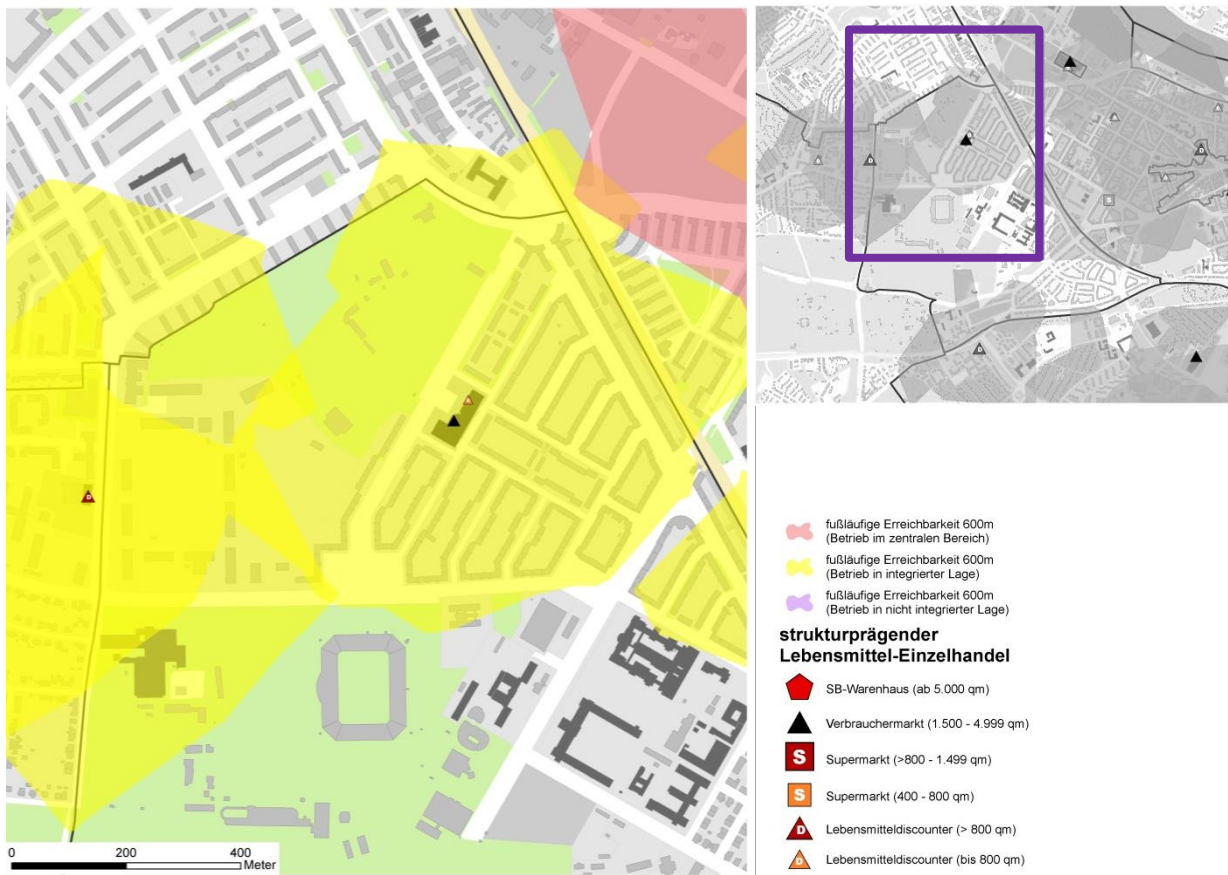 0 200 400
Meter
D
fußläufige Erreichbarkeit 600m
(Betrieb im zentralen Bereich)
fußläufige Erreichbarkeit 600m
(Betrieb in integrierter Lage)
fußläufige Erreichbarkeit 600m
(Betrieb in nicht integrierter Lage)
strukturprägender
Lebensmittel-Einzelhandel
SB-Warenhaus (ab 5.000 qm)
Verbrauchermarkt (1.500 - 4.999 qm)
S Supermarkt (>800 - 1.499 qm)
S Supermarkt (400 - 800 qm)
D Lebensmitteldiscounter (> 800 qm)
D Lebensmitteldiscounter (bis 800 qm)